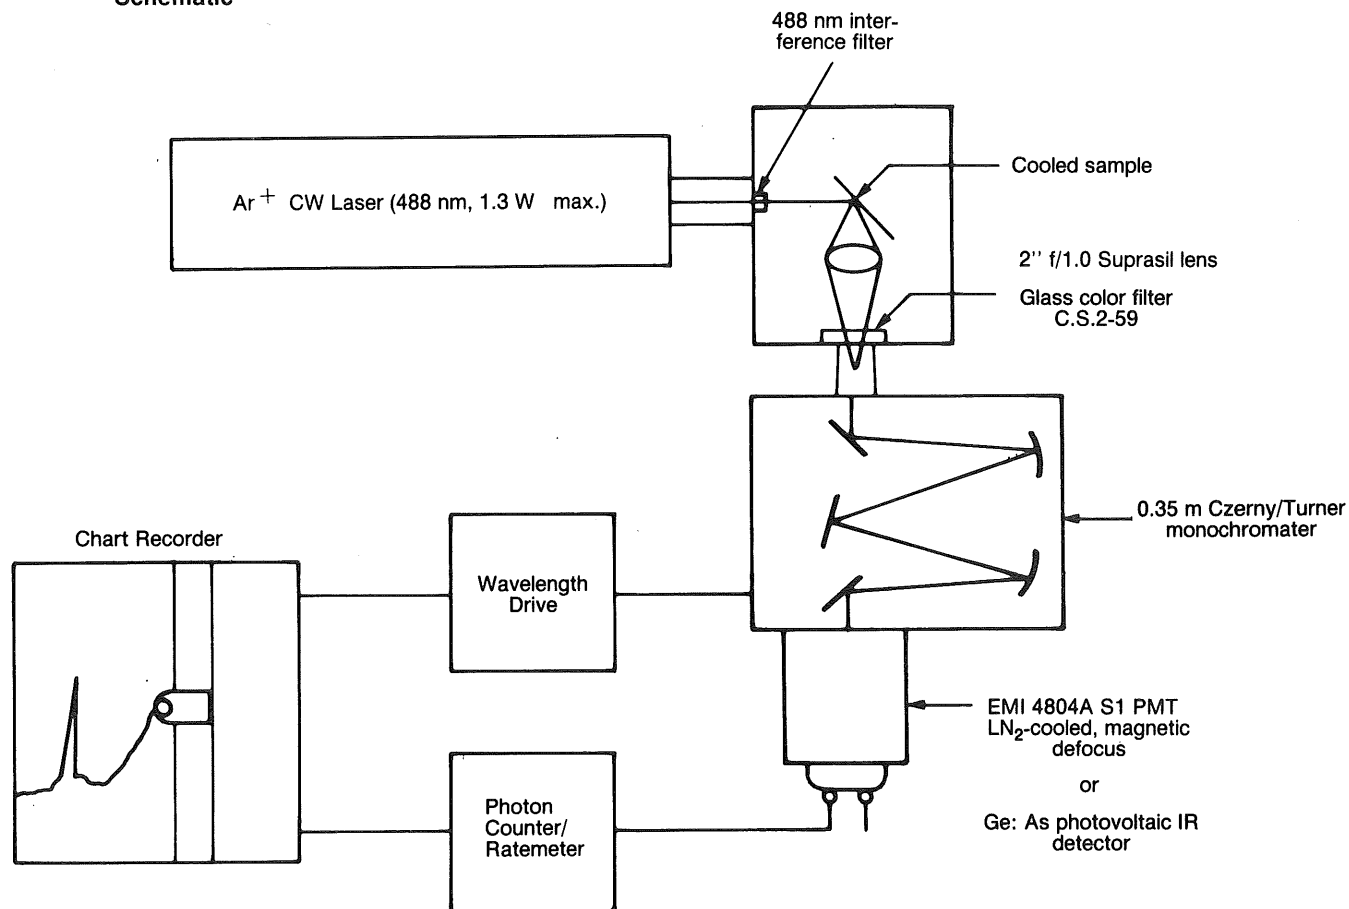 Schematic
488 nm inter-
ference filter
Ar+ CW Laser (488 nm, 1.3 W max.)
Cooled sample
2'' f/1.0 Suprasil lens
Glass color filter
C.S.2-59
0.35 m Czerny/Turner
monochromater
Chart Recorder
Wavelength
Drive
EMI 4804A S1 PMT
LN2-cooled, magnetic
defocus
or
Ge: As photovoltaic IR
detector
Photon
Counter/
Ratemeter